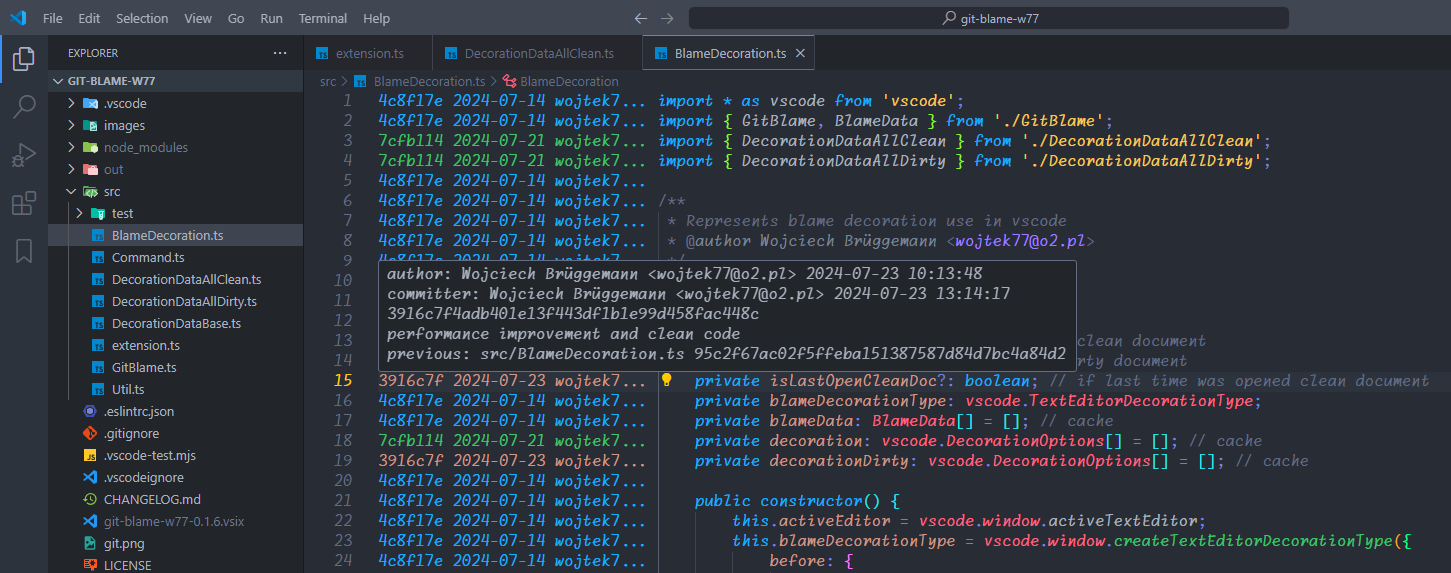 File Edit Selection View Go Run Terminal Help
git-blame-w77
EXPLORER
GIT-BLAME-W77
.vscode
images
node_modules
out
src
test
BlameDecoration.ts
Command.ts
DecorationDataAllClean.ts
DecorationDataAllDirty.ts
DecorationDataBase.ts
extension.ts
GitBlame.ts
Util.ts
.eslintrc.json
.gitignore
.vscode-test.mjs
.vscodeignore
CHANGELOG.md
git-blame-w77-0.1.6.vsix
git.png
LICENSE
extension.ts DecorationDataAllClean.ts BlameDecoration.ts
src > BlameDecoration.ts > BlameDecoration
1 4c8f17e 2024-07-14 wojtek7... import * as vscode from 'vscode';
2 4c8f17e 2024-07-14 wojtek7... import { GitBlame, BlameData } from './GitBlame';
3 7cfb114 2024-07-21 wojtek7... import { DecorationDataAllClean } from './DecorationDataAllClean';
4 7cfb114 2024-07-21 wojtek7... import { DecorationDataAllDirty } from './DecorationDataAllDirty';
5 4c8f17e 2024-07-14 wojtek7...
6 4c8f17e 2024-07-14 wojtek7... /**
7 4c8f17e 2024-07-14 wojtek7... * Represents blame decoration use in vscode
8 4c8f17e 2024-07-14 wojtek7... * @author Wojciech Brüggemann <wojtek77@o2.pl>
9 4c8f17e 2024-07-14 wojtek7... */
10 author: Wojciech Brüggemann <wojtek77@o2.pl> 2024-07-23 10:13:48
11 committer: Wojciech Brüggemann <wojtek77@o2.pl> 2024-07-23 13:14:17
12 3916c7f4adb401e13f443df1b1e99d458fac448c
13 performance improvement and clean code clean document
14 previous: src/BlameDecoration.ts 95c2f67ac02f5ffeba151387587d84d7bc4a84d2 rty document
15 3916c7f 2024-07-23 wojtek7... private isLastOpenCleanDoc?: boolean; // if last time was opened clean document
16 4c8f17e 2024-07-14 wojtek7... private blameDecorationType: vscode.TextEditorDecorationType;
17 4c8f17e 2024-07-14 wojtek7... private blameData: BlameData[] = []; // cache
18 7cfb114 2024-07-21 wojtek7... private decoration: vscode.DecorationOptions[] = []; // cache
19 3916c7f 2024-07-23 wojtek7... private decorationDirty: vscode.DecorationOptions[] = []; // cache
20 4c8f17e 2024-07-14 wojtek7...
21 4c8f17e 2024-07-14 wojtek7... public constructor() {
22 4c8f17e 2024-07-14 wojtek7... this.activeEditor = vscode.window.activeTextEditor;
23 4c8f17e 2024-07-14 wojtek7... this.blameDecorationType = vscode.window.createTextEditorDecorationType({
24 4c8f17e 2024-07-14 wojtek7... before: {